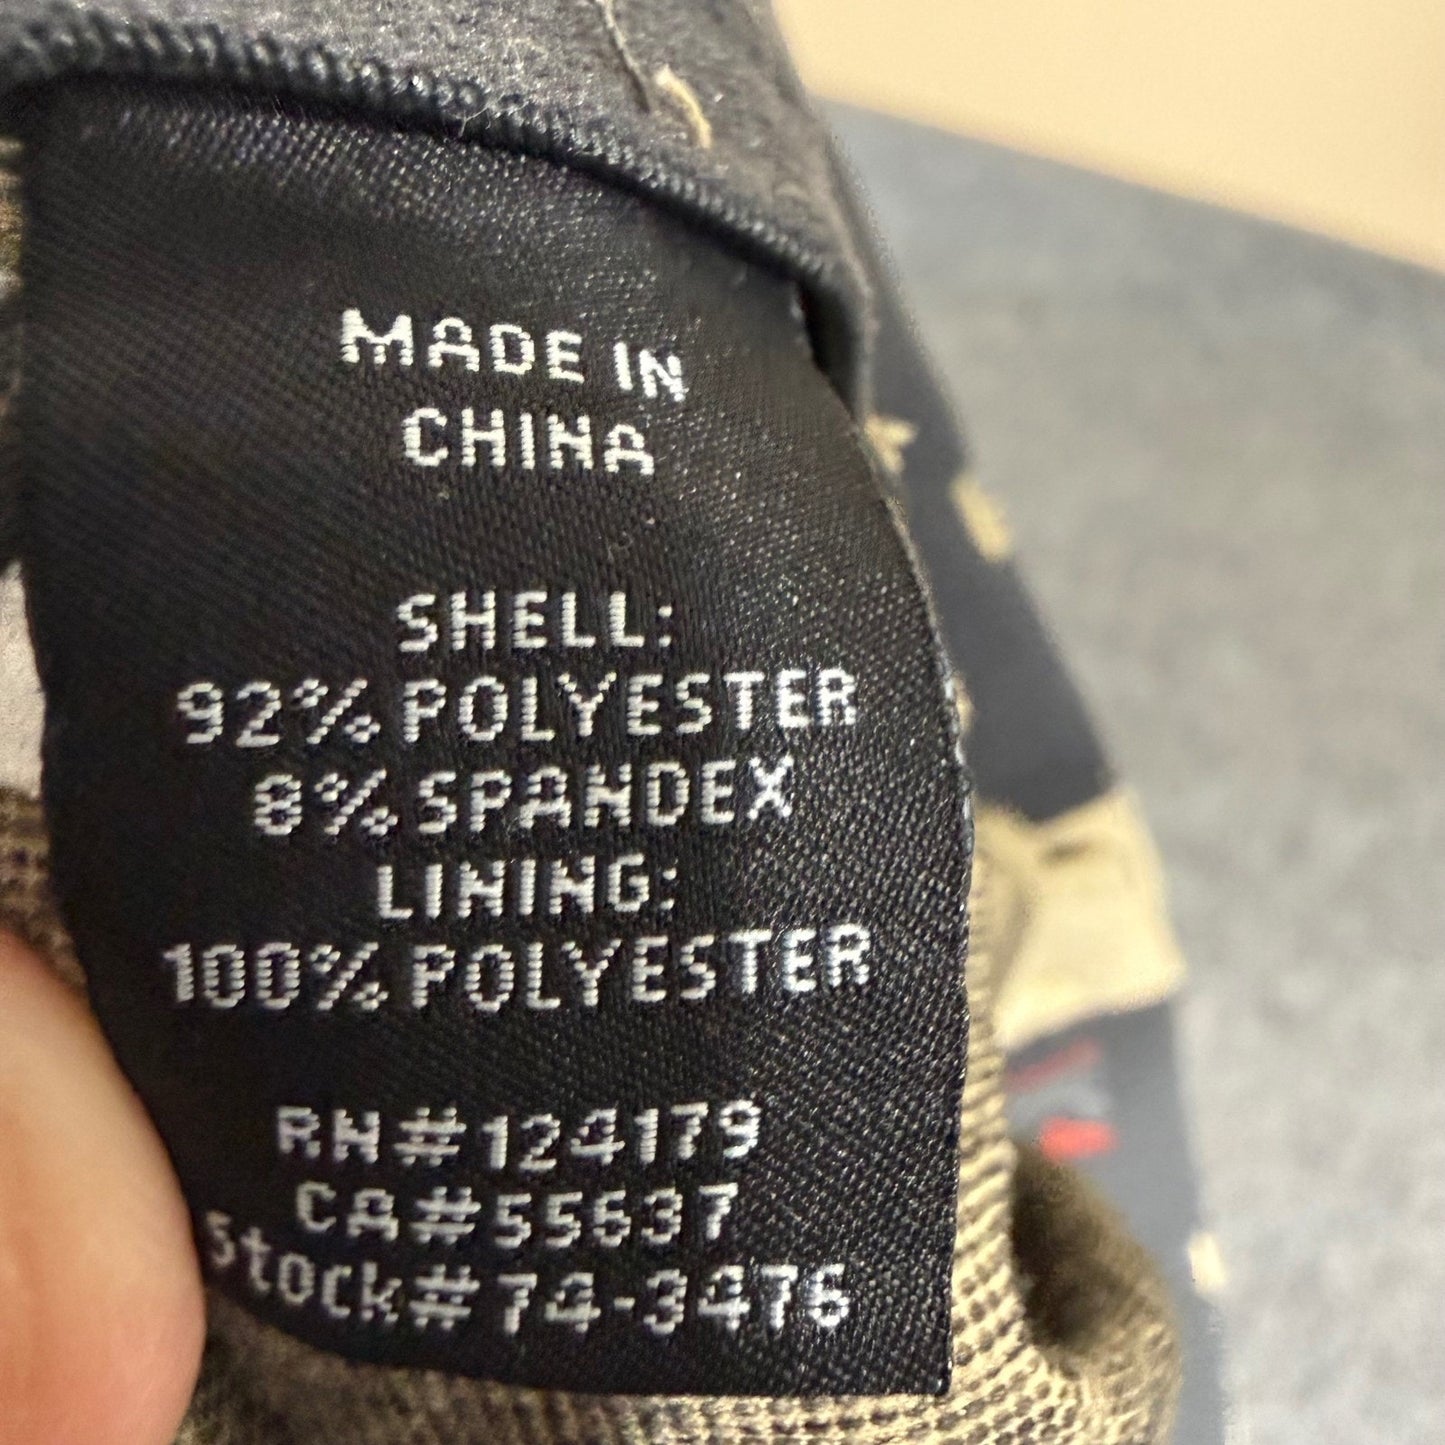 MADE IN
CHINA
SHELL:
92% POLYESTER
8% SPANDEX
LINING:
100% POLYESTER
RN#124179
CA#55637
Stock#74-3476